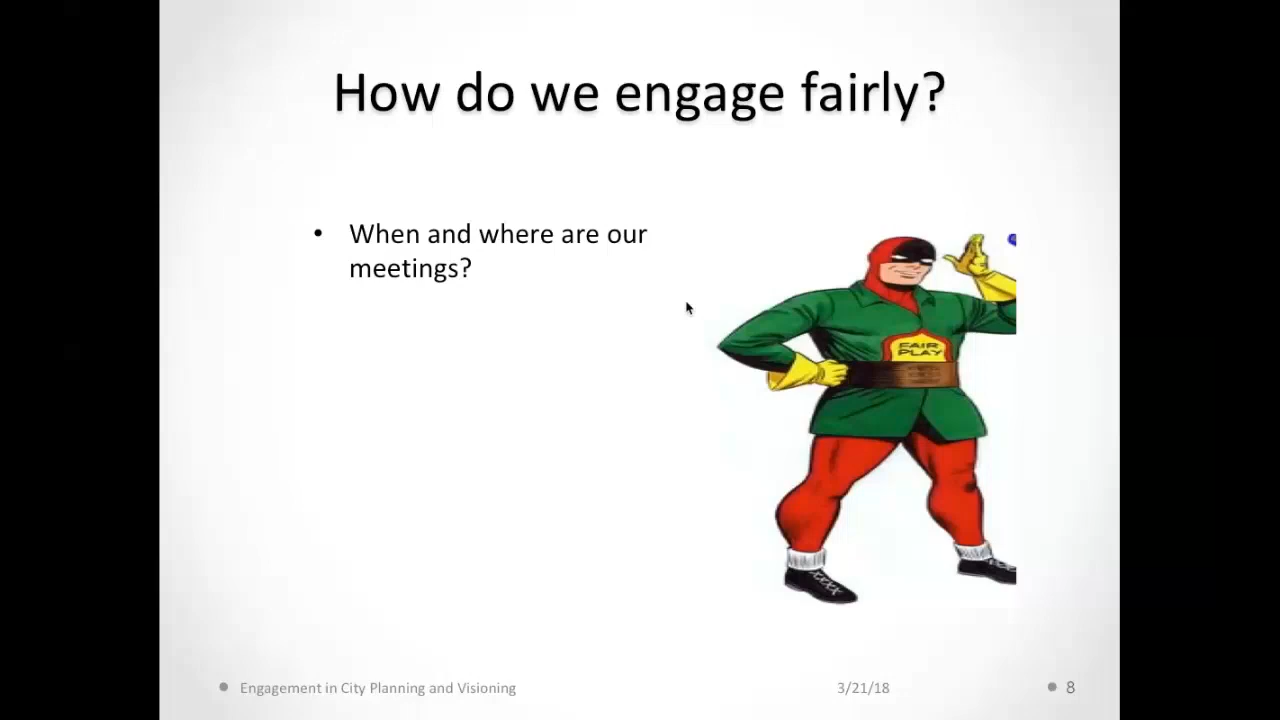 How do we engage fairly?
• When and where are our
meetings?
FAIR
PLAY
Engagement in City Planning and Visioning
3/21/18
8